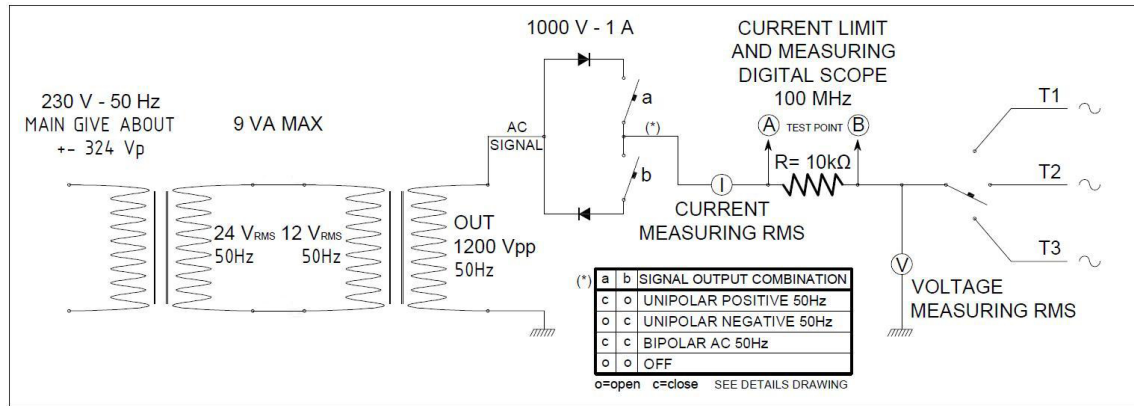 230 V - 50 Hz
MAIN GIVE ABOUT
+- 324 Vp
9 VA MAX
24 VRMS
50Hz
12 VRMS
50Hz
OUT
1200 Vpp
50Hz
AC
SIGNAL
1000 V - 1 A
a
(*)
b
CURRENT LIMIT
AND MEASURING
DIGITAL SCOPE
100 MHz
A TEST POINT B
R= 10kΩ
I
CURRENT
MEASURING RMS
V
VOLTAGE
MEASURING RMS
T1
T2
T3
(*) a b SIGNAL OUTPUT COMBINATION
c o UNIPOLAR POSITIVE 50Hz
o c UNIPOLAR NEGATIVE 50Hz
c c BIPOLAR AC 50Hz
o o OFF
o=open c=close SEE DETAILS DRAWING